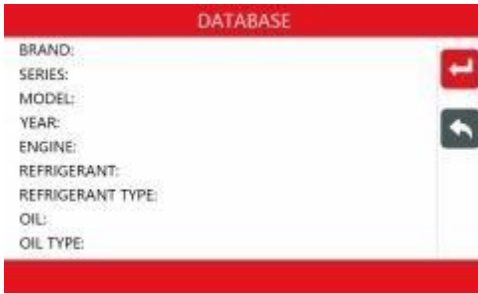 DATABASE
BRAND:
SERIES:
MODEL:
YEAR:
ENGINE:
REFRIGERANT:
REFRIGERANT TYPE:
OIL:
OIL TYPE: